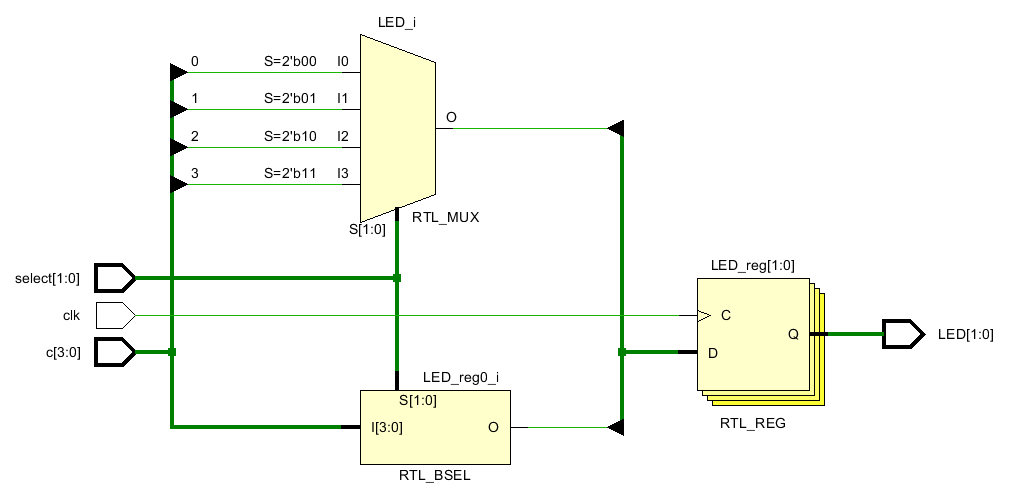 LED_i
0 S=2'b00 I0
1 S=2'b01 I1
O
2 S=2'b10 I2
3 S=2'b11 I3
RTL_MUX
S[1:0]
select[1:0]
LED_reg[1:0]
clk
C
Q
LED[1:0]
c[3:0]
D
LED_reg0_i
S[1:0]
RTL_REG
I[3:0] O
RTL_BSEL